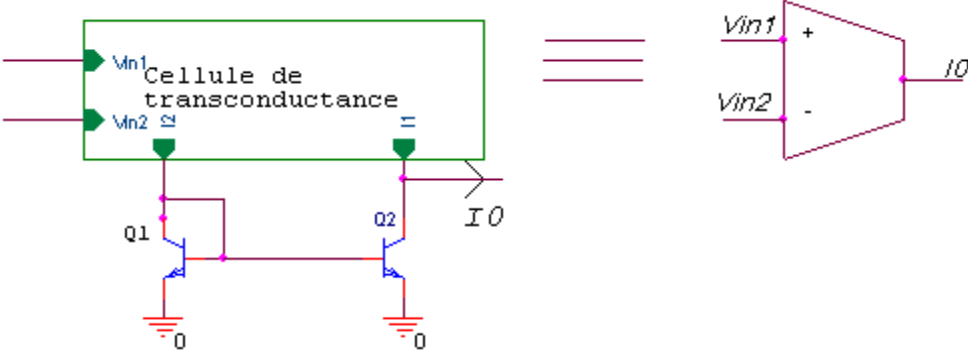 Vin1
Cellule de
transconductance
Vin2
I2
I1
I0
Q1
Q2
0
0
Vin1
+
I0
Vin2
-